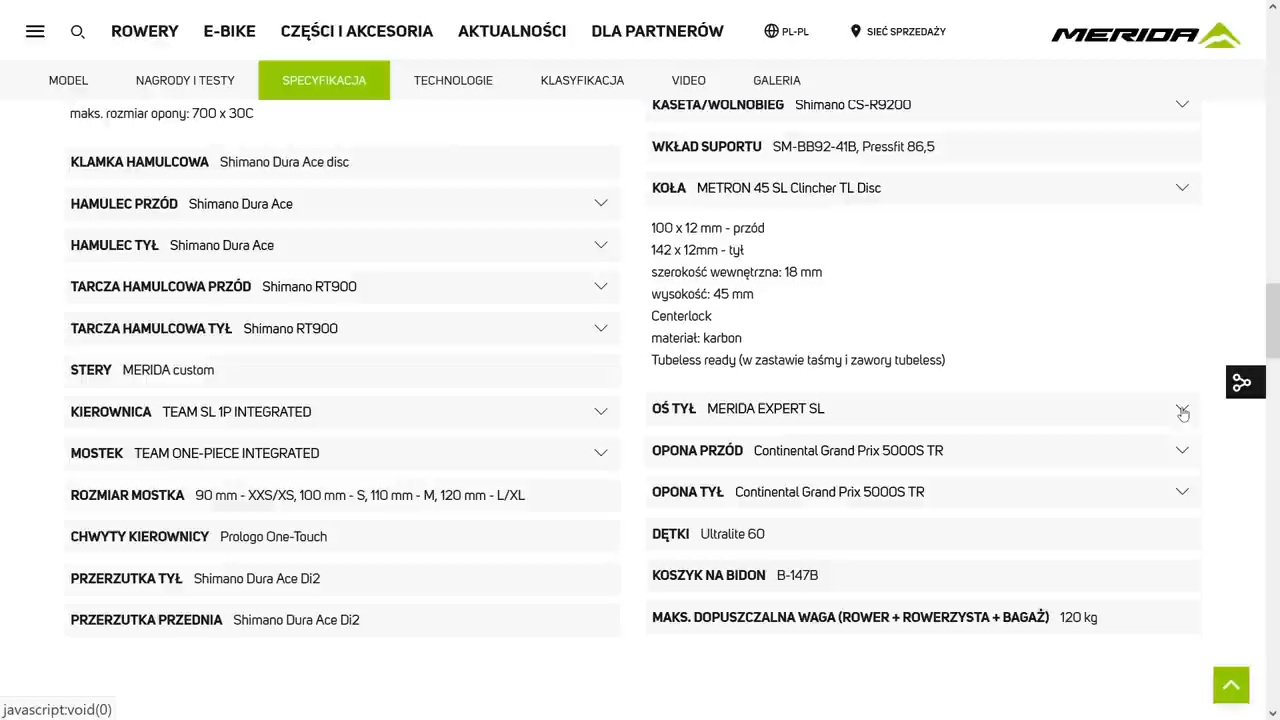 ROWERY E-BIKE CZĘŚCI I AKCESORIA AKTUALNOŚCI DLA PARTNERÓW PL-PL SIEĆ SPRZEDAŻY MERIDA
MODEL NAGRODY I TESTY SPECYFIKACJA TECHNOLOGIE KLASYFIKACJA VIDEO GALERIA
maks. rozmiar opony: 700 x 30C
KLAMKA HAMULCOWA Shimano Dura Ace disc
HAMULEC PRZÓD Shimano Dura Ace
HAMULEC TYŁ Shimano Dura Ace
TARCZA HAMULCOWA PRZÓD Shimano RT900
TARCZA HAMULCOWA TYŁ Shimano RT900
STERY MERIDA custom
KIEROWNICA TEAM SL 1P INTEGRATED
MOSTEK TEAM ONE-PIECE INTEGRATED
ROZMIAR MOSTKA 90 mm - XXS/XS, 100 mm - S, 110 mm - M, 120 mm - L/XL
CHWYTY KIEROWNICY Prologo One-Touch
PRZERZUTKA TYŁ Shimano Dura Ace Di2
PRZERZUTKA PRZEDNIA Shimano Dura Ace Di2
KASETA/WOLNOBIEG Shimano CS-R9200
WKŁAD SUPORTU SM-BB92-41B, Pressfit 86,5
KOŁA METRON 45 SL Clincher TL Disc
100 x 12 mm - przód
142 x 12mm - tył
szerokość wewnętrzna: 18 mm
wysokość: 45 mm
Centerlock
materiał: karbon
Tubeless ready (w zastawie taśmy i zawory tubeless)
OŚ TYŁ MERIDA EXPERT SL
OPONA PRZÓD Continental Grand Prix 5000S TR
OPONA TYŁ Continental Grand Prix 5000S TR
DĘTKI Ultralite 60
KOSZYK NA BIDON B-147B
MAKS. DOPUSZCZALNA WAGA (ROWER + ROWERZYSTA + BAGAŻ) 120 kg
javascript:void(0)